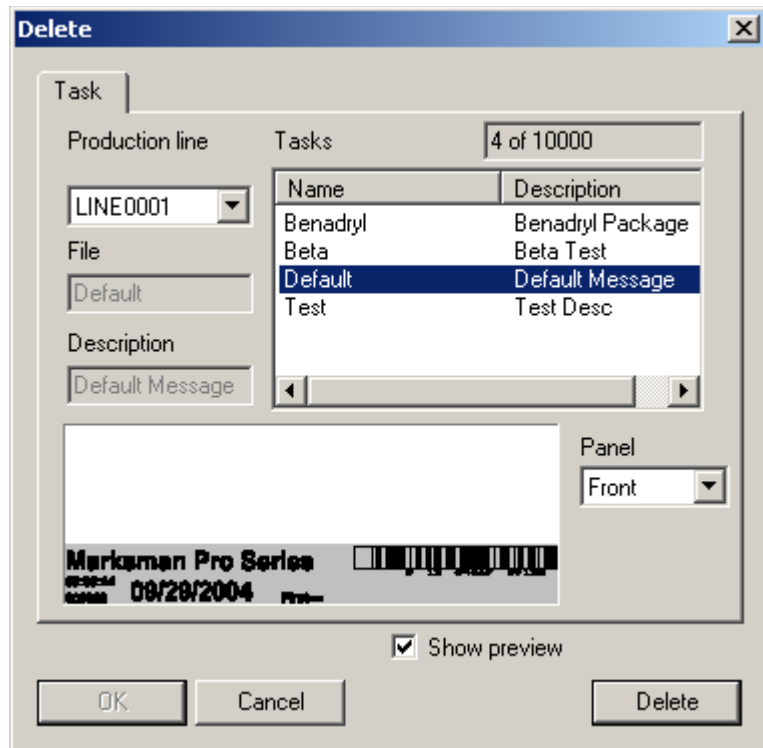 Delete
Task
Production line
Tasks
4 of 10000
LINE0001
Name Description
Benadryl Benadryl Package
Beta Beta Test
Default Default Message
Test Test Desc
File
Default
Description
Default Message
Panel
Front
Marksman Pro Series
09/29/2004
Show preview
OK Cancel Delete